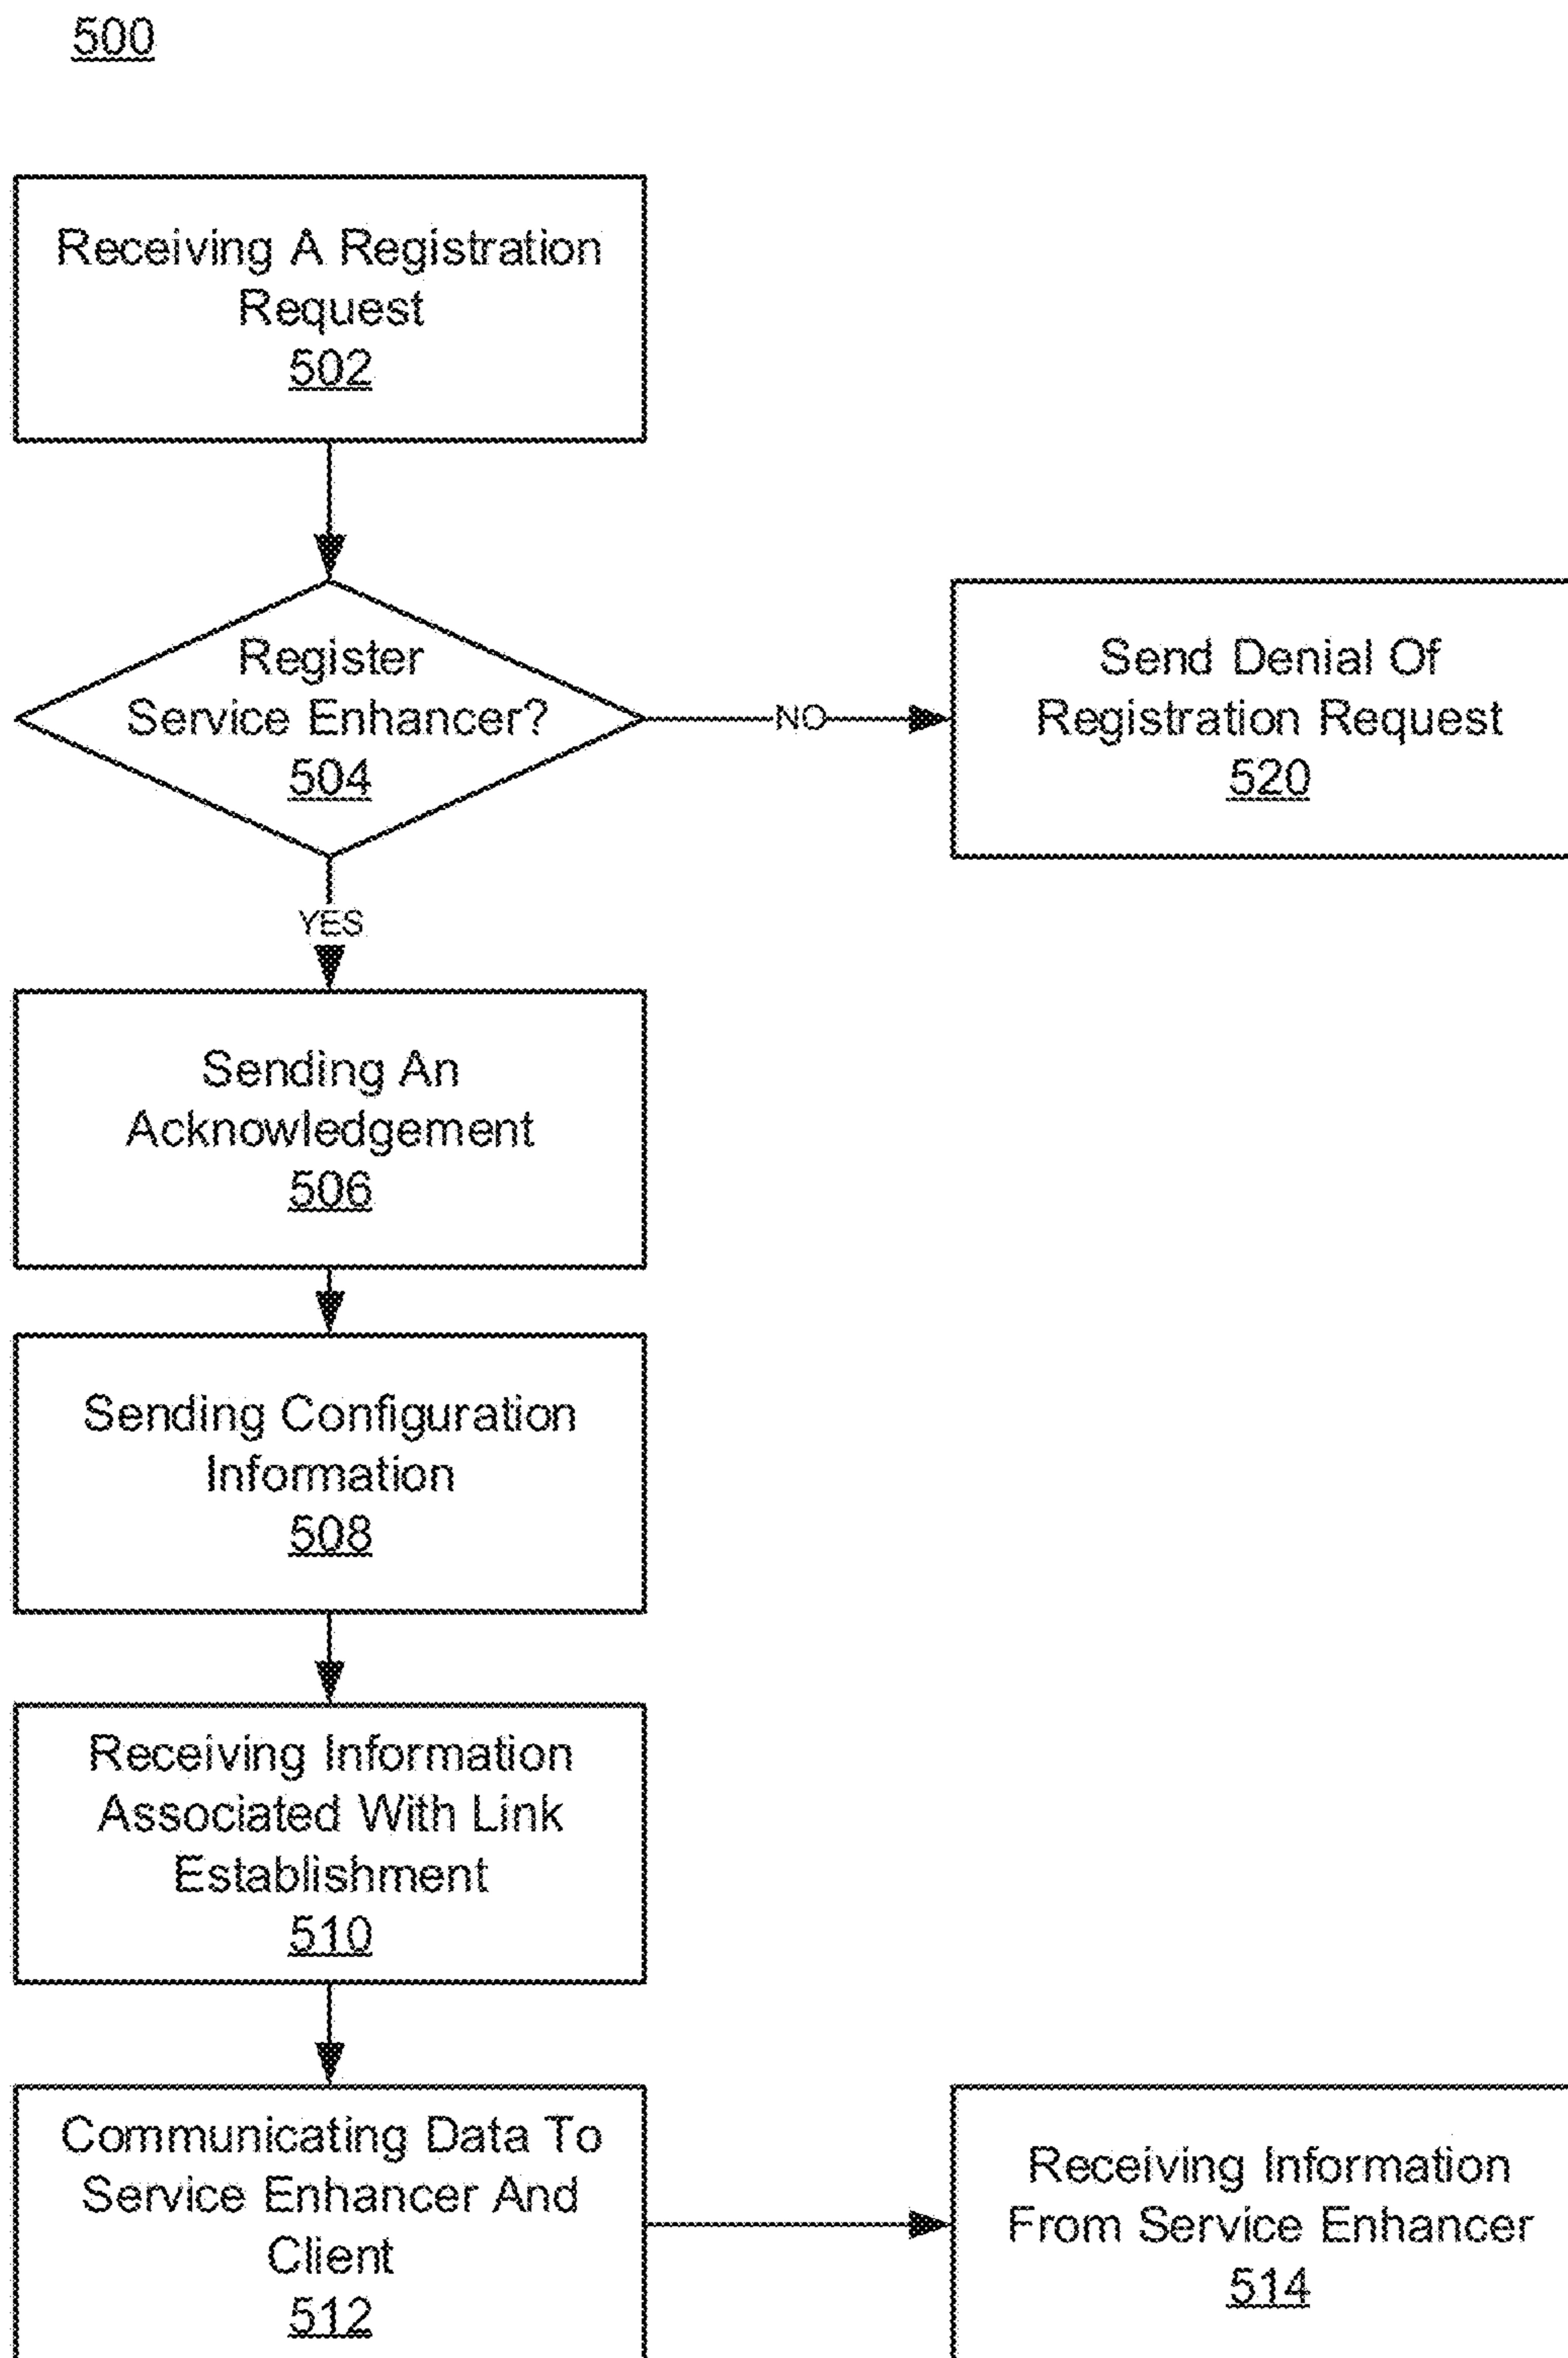 500
Receiving A Registration
Request
502
Register
Service Enhancer?
504
NO
Send Denial Of
Registration Request
520
YES
Sending An
Acknowledgement
506
Sending Configuration
Information
508
Receiving Information
Associated With Link
Establishment
510
Communicating Data To
Service Enhancer And
Client
512
Receiving Information
From Service Enhancer
514